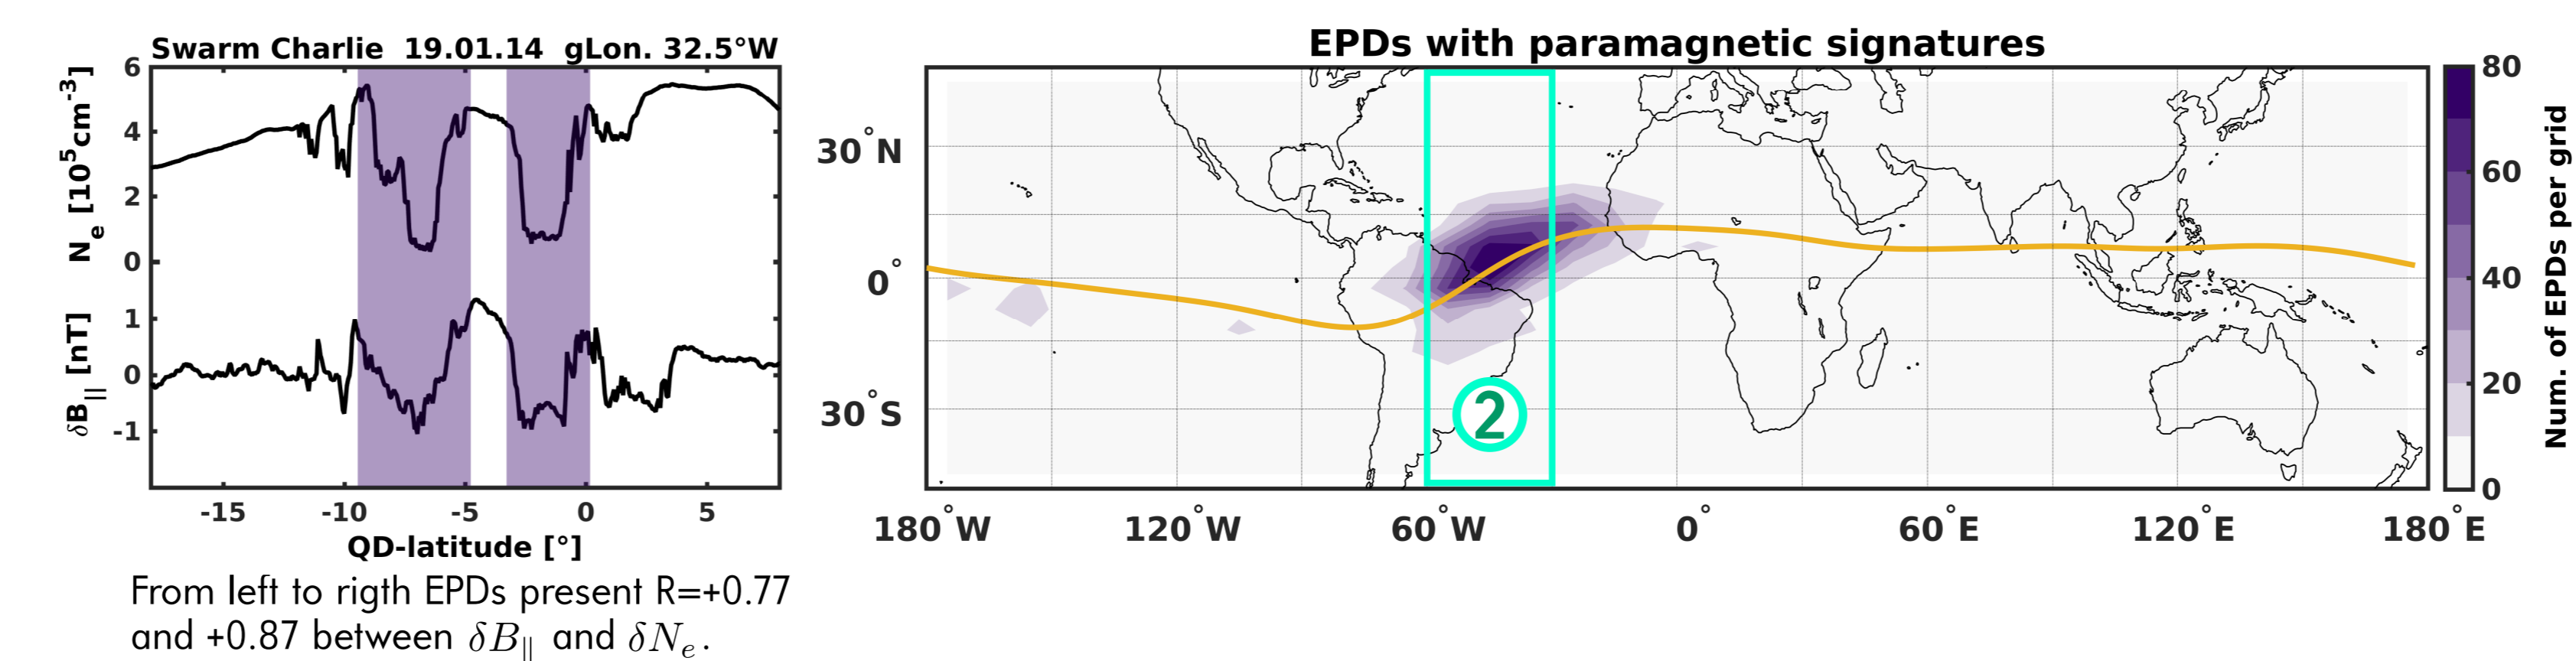 Swarm Charlie 19.01.14 gLon. 32.5°W
6
4
2
0
Nₑ [10⁵cm⁻³]
1
0
-1
δB∥ [nT]
-15 -10 -5 0 5
QD-latitude [°]
From left to rigth EPDs present R=+0.77
and +0.87 between δB∥ and δNₑ.
EPDs with paramagnetic signatures
30°N
0°
30°S
2
180°W 120°W 60°W 0° 60°E 120°E 180°E
80
60
40
20
0
Num. of EPDs per grid